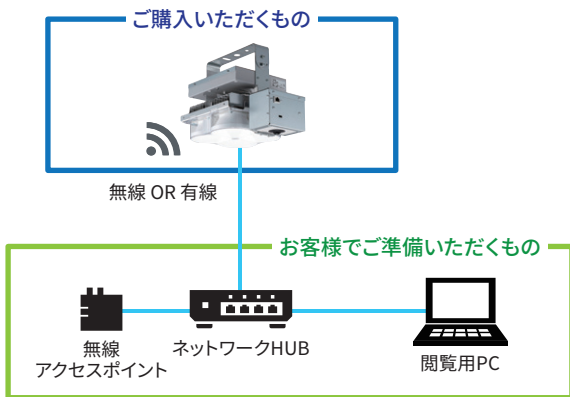 ご購入いただくもの
無線 OR 有線
お客様でご準備いただくもの
無線
アクセスポイント
ネットワークHUB
閲覧用PC